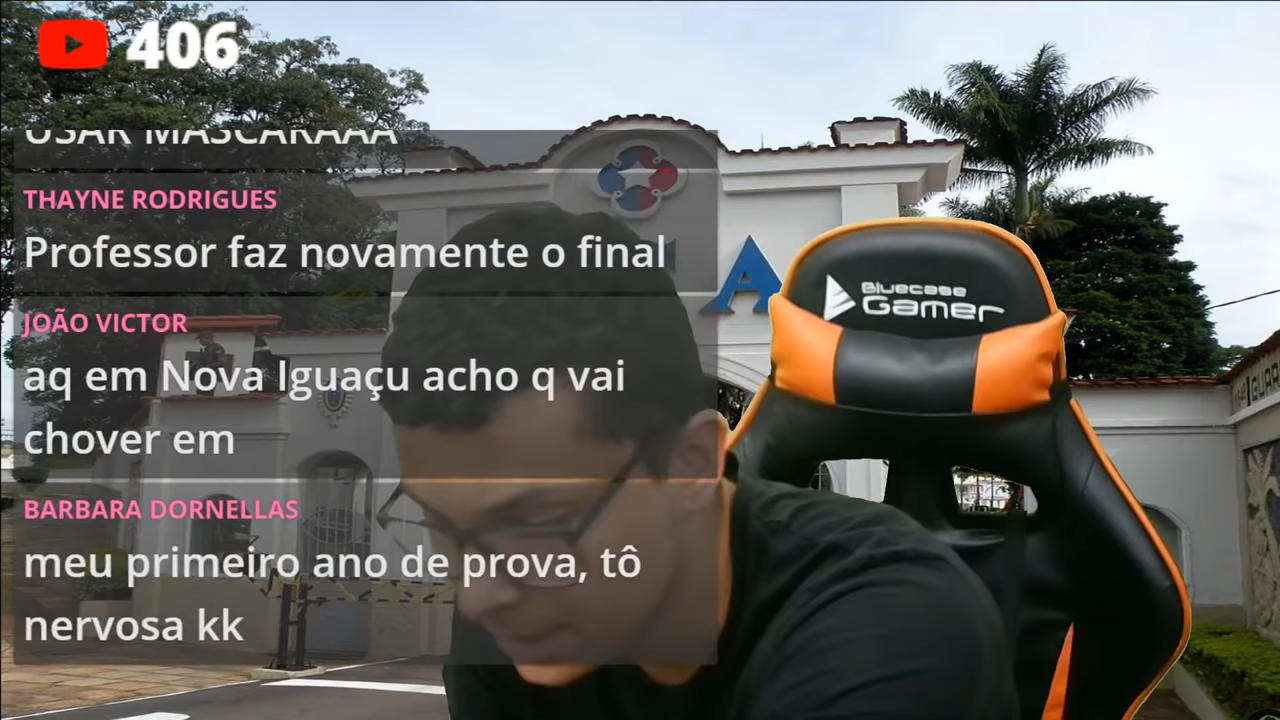 406
USAR MASCARAAA
THAYNE RODRIGUES
Professor faz novamente o final
JOÃO VICTOR
aq em Nova Iguaçu acho q vai
chover em
BARBARA DORNELLAS
meu primeiro ano de prova, tô
nervosa kk
A
Bluecase
Gamer